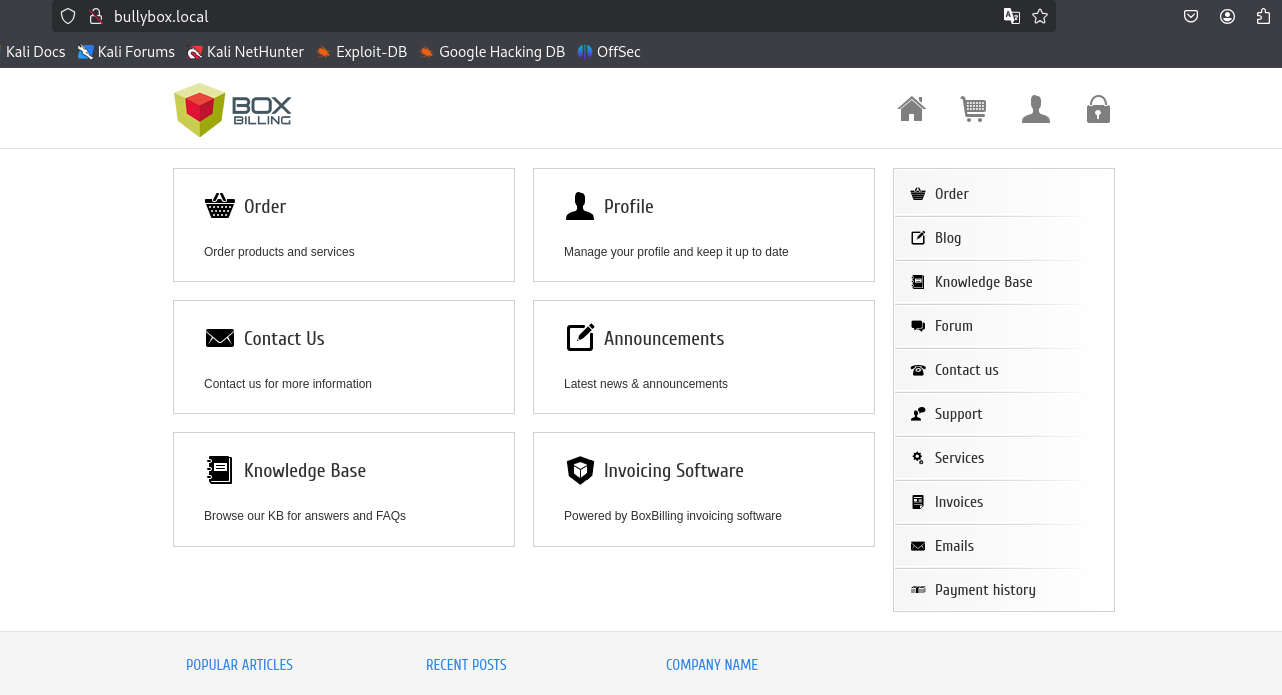 bullybox.local
Kali Docs Kali Forums Kali NetHunter Exploit-DB Google Hacking DB OffSec
BOX
BILLING
Order
Order products and services
Profile
Manage your profile and keep it up to date
Contact Us
Contact us for more information
Announcements
Latest news & announcements
Knowledge Base
Browse our KB for answers and FAQs
Invoicing Software
Powered by BoxBilling invoicing software
Order
Blog
Knowledge Base
Forum
Contact us
Support
Services
Invoices
Emails
Payment history
POPULAR ARTICLES RECENT POSTS COMPANY NAME